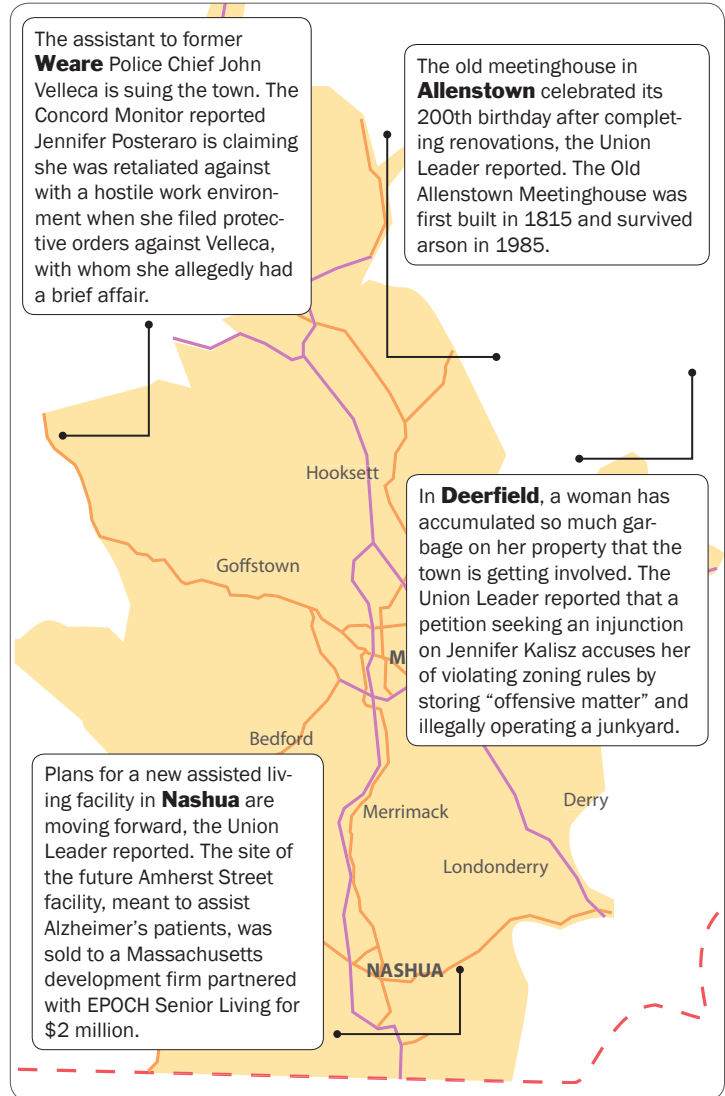 The assistant to former
Weare Police Chief John
Velleca is suing the town. The
Concord Monitor reported
Jennifer Posteraro is claiming
she was retaliated against
with a hostile work environ-
ment when she filed protec-
tive orders against Velleca,
with whom she allegedly had
a brief affair.
The old meetinghouse in
Allenstown celebrated its
200th birthday after complet-
ing renovations, the Union
Leader reported. The Old
Allenstown Meetinghouse was
first built in 1815 and survived
arson in 1985.
Hooksett
Goffstown
In Deerfield, a woman has
accumulated so much gar-
bage on her property that the
town is getting involved. The
Union Leader reported that a
petition seeking an injunction
on Jennifer Kalisz accuses her
of violating zoning rules by
storing “offensive matter” and
illegally operating a junkyard.
M
Bedford
Plans for a new assisted liv-
ing facility in Nashua are
moving forward, the Union
Leader reported. The site of
the future Amherst Street
facility, meant to assist
Alzheimer’s patients, was
sold to a Massachusetts
development firm partnered
with EPOCH Senior Living for
$2 million.
Merrimack
Derry
Londonderry
NASHUA